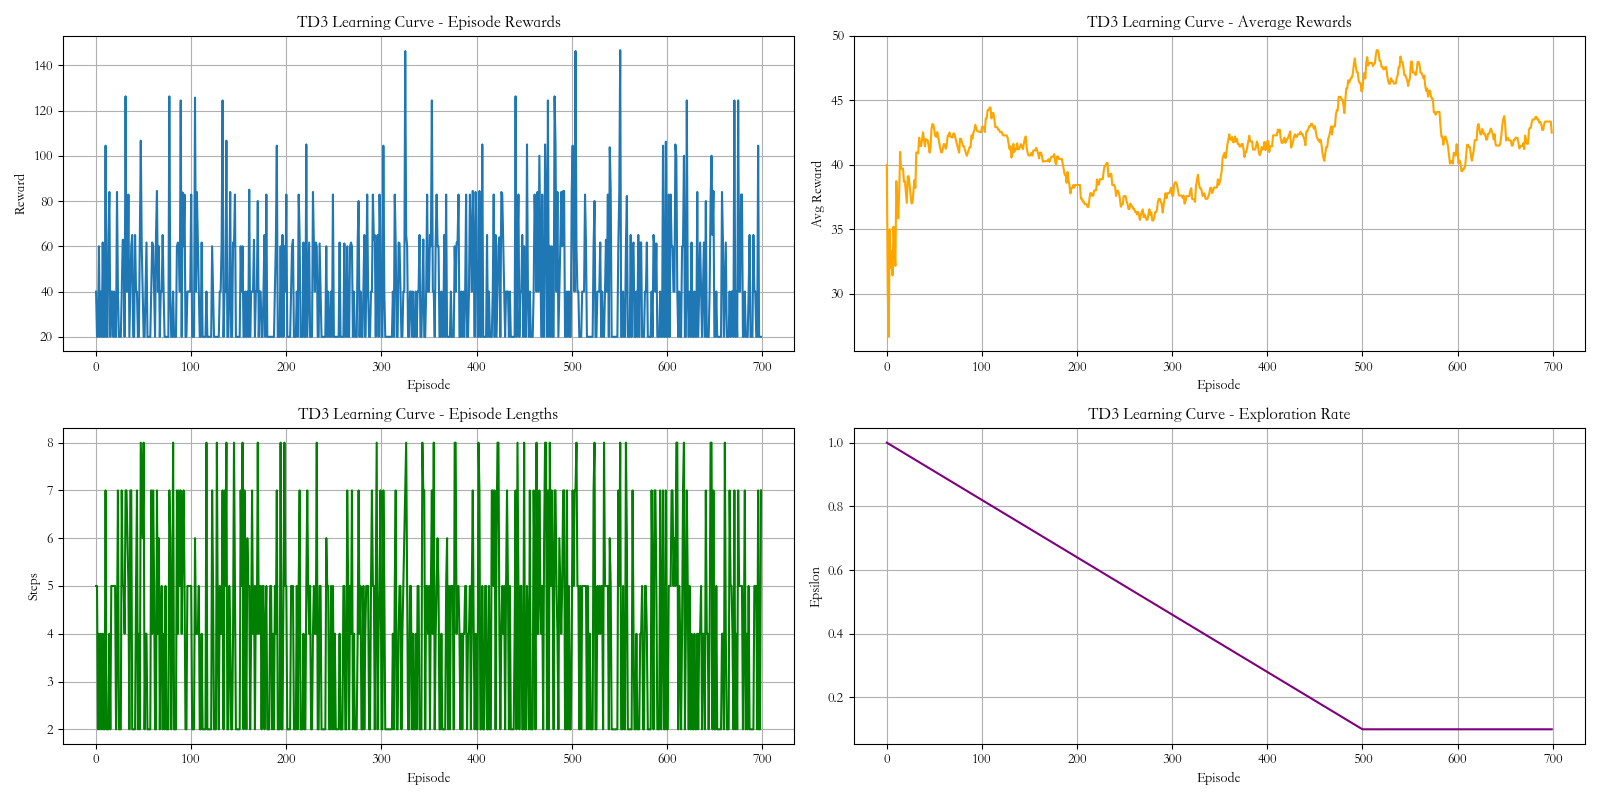 TD3 Learning Curve - Episode Rewards
140
120
100
80
60
40
20
Reward
0 100 200 300 400 500 600 700
Episode
TD3 Learning Curve - Average Rewards
50
45
40
35
30
Avg Reward
0 100 200 300 400 500 600 700
Episode
TD3 Learning Curve - Episode Lengths
8
7
6
5
4
3
2
Steps
0 100 200 300 400 500 600 700
Episode
TD3 Learning Curve - Exploration Rate
1.0
0.8
0.6
0.4
0.2
Epsilon
0 100 200 300 400 500 600 700
Episode